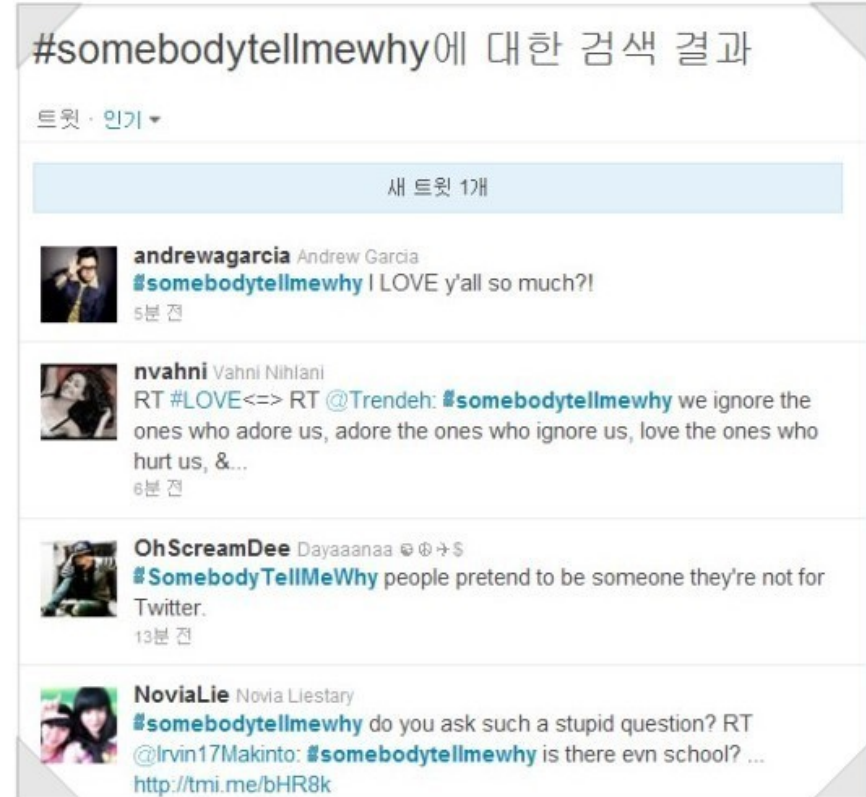 #somebodytellmewhy에 대한 검색 결과
트윗 · 인기 ▾
새 트윗 1개
andrewagarcia Andrew Garcia
#somebodytellmewhy I LOVE y'all so much?!
5분 전
nvahni Vahni Nihlani
RT #LOVE<=> RT @Trendeh: #somebodytellmewhy we ignore the
ones who adore us, adore the ones who ignore us, love the ones who
hurt us, &...
6분 전
OhScreamDee Dayaaanaa ☮✈$
#SomebodyTellMeWhy people pretend to be someone they're not for
Twitter.
13분 전
NoviaLie Novia Liestary
#somebodytellmewhy do you ask such a stupid question? RT
@Irvin17Makinto: #somebodytellmewhy is there evn school? ...
http://tmi.me/bHR8k